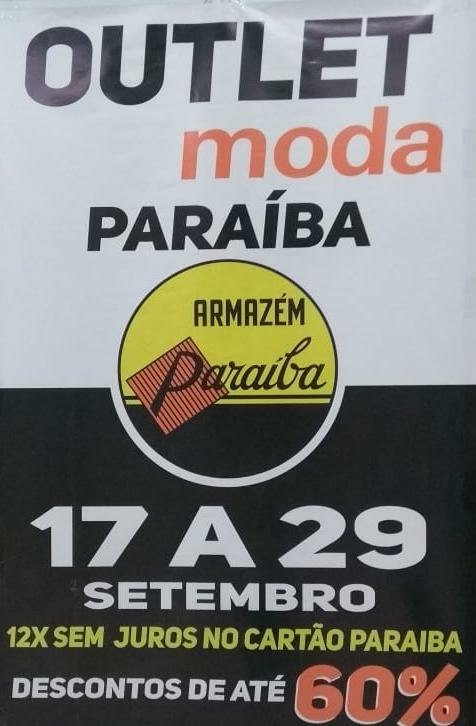 OUTLET
moda
PARAÍBA
ARMAZÉM
Paraíba
17 A 29
SETEMBRO
12X SEM JUROS NO CARTÃO PARAIBA
DESCONTOS DE ATÉ 60%